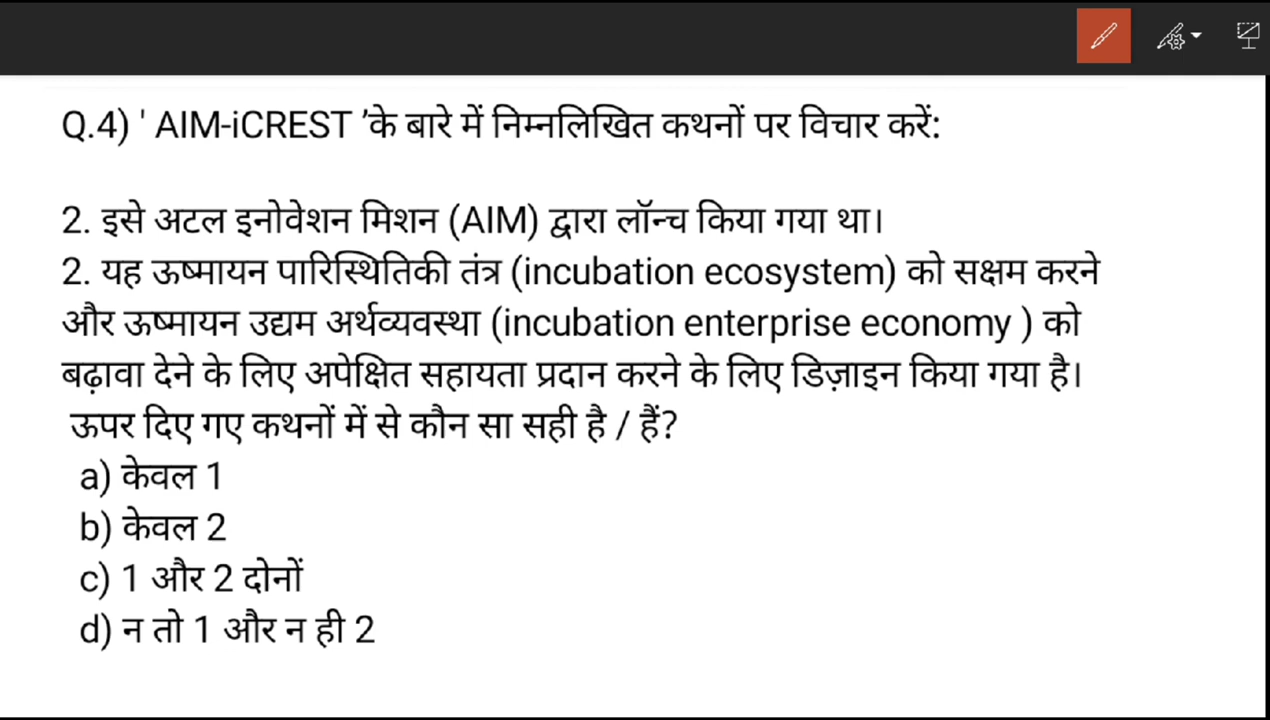 Q.4) ' AIM-iCREST ’के बारे में निम्नलिखित कथनों पर विचार करें:
2. इसे अटल इनोवेशन मिशन (AIM) द्वारा लॉन्च किया गया था।
2. यह ऊष्मायन पारिस्थितिकी तंत्र (incubation ecosystem) को सक्षम करने
और ऊष्मायन उद्यम अर्थव्यवस्था (incubation enterprise economy ) को
बढ़ावा देने के लिए अपेक्षित सहायता प्रदान करने के लिए डिज़ाइन किया गया है।
ऊपर दिए गए कथनों में से कौन सा सही है / हैं?
a) केवल 1
b) केवल 2
c) 1 और 2 दोनों
d) न तो 1 और न ही 2